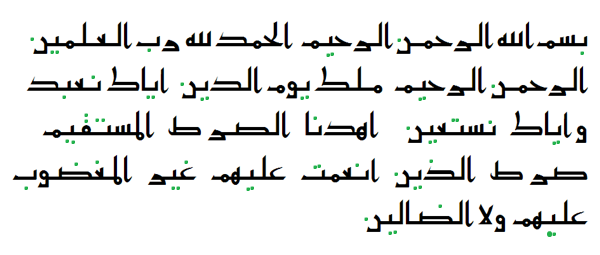 بسم الله الرحمن الرحيم الحمد لله رب العلمين
الرحمن الرحيم ملك يوم الدين اياك نعبد
و اياك نستعين اهدنا الصرط المستقيم
صرط الذين انعمت عليهم غير المغضوب
عليهم ولا الضالين